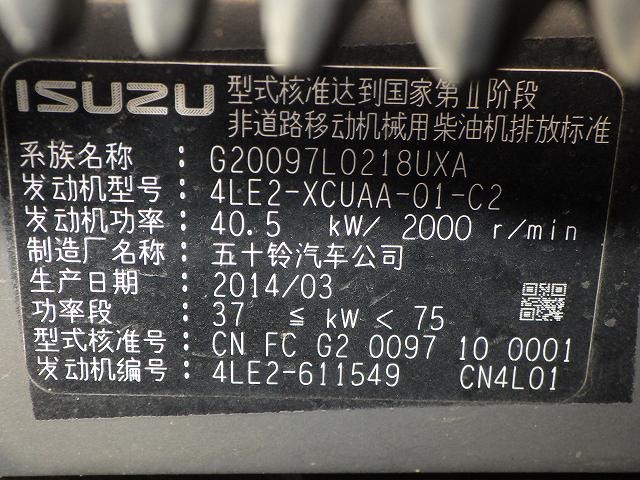 ISUZU 型式核准达到国家第Ⅱ阶段
非道路移动机械用柴油机排放标准
系族名称 : G20097L0218UXA
发动机型号 : 4LE2-XCUAA-01-C2
发动机功率 : 40.5 kW/ 2000 r/min
制造厂名称 : 五十铃汽车公司
生产日期 : 2014/03
功率段 : 37 ≦ kW < 75
型式核准号 : CN FC G2 0097 10 0001
发动机编号 : 4LE2-611549 CN4L01